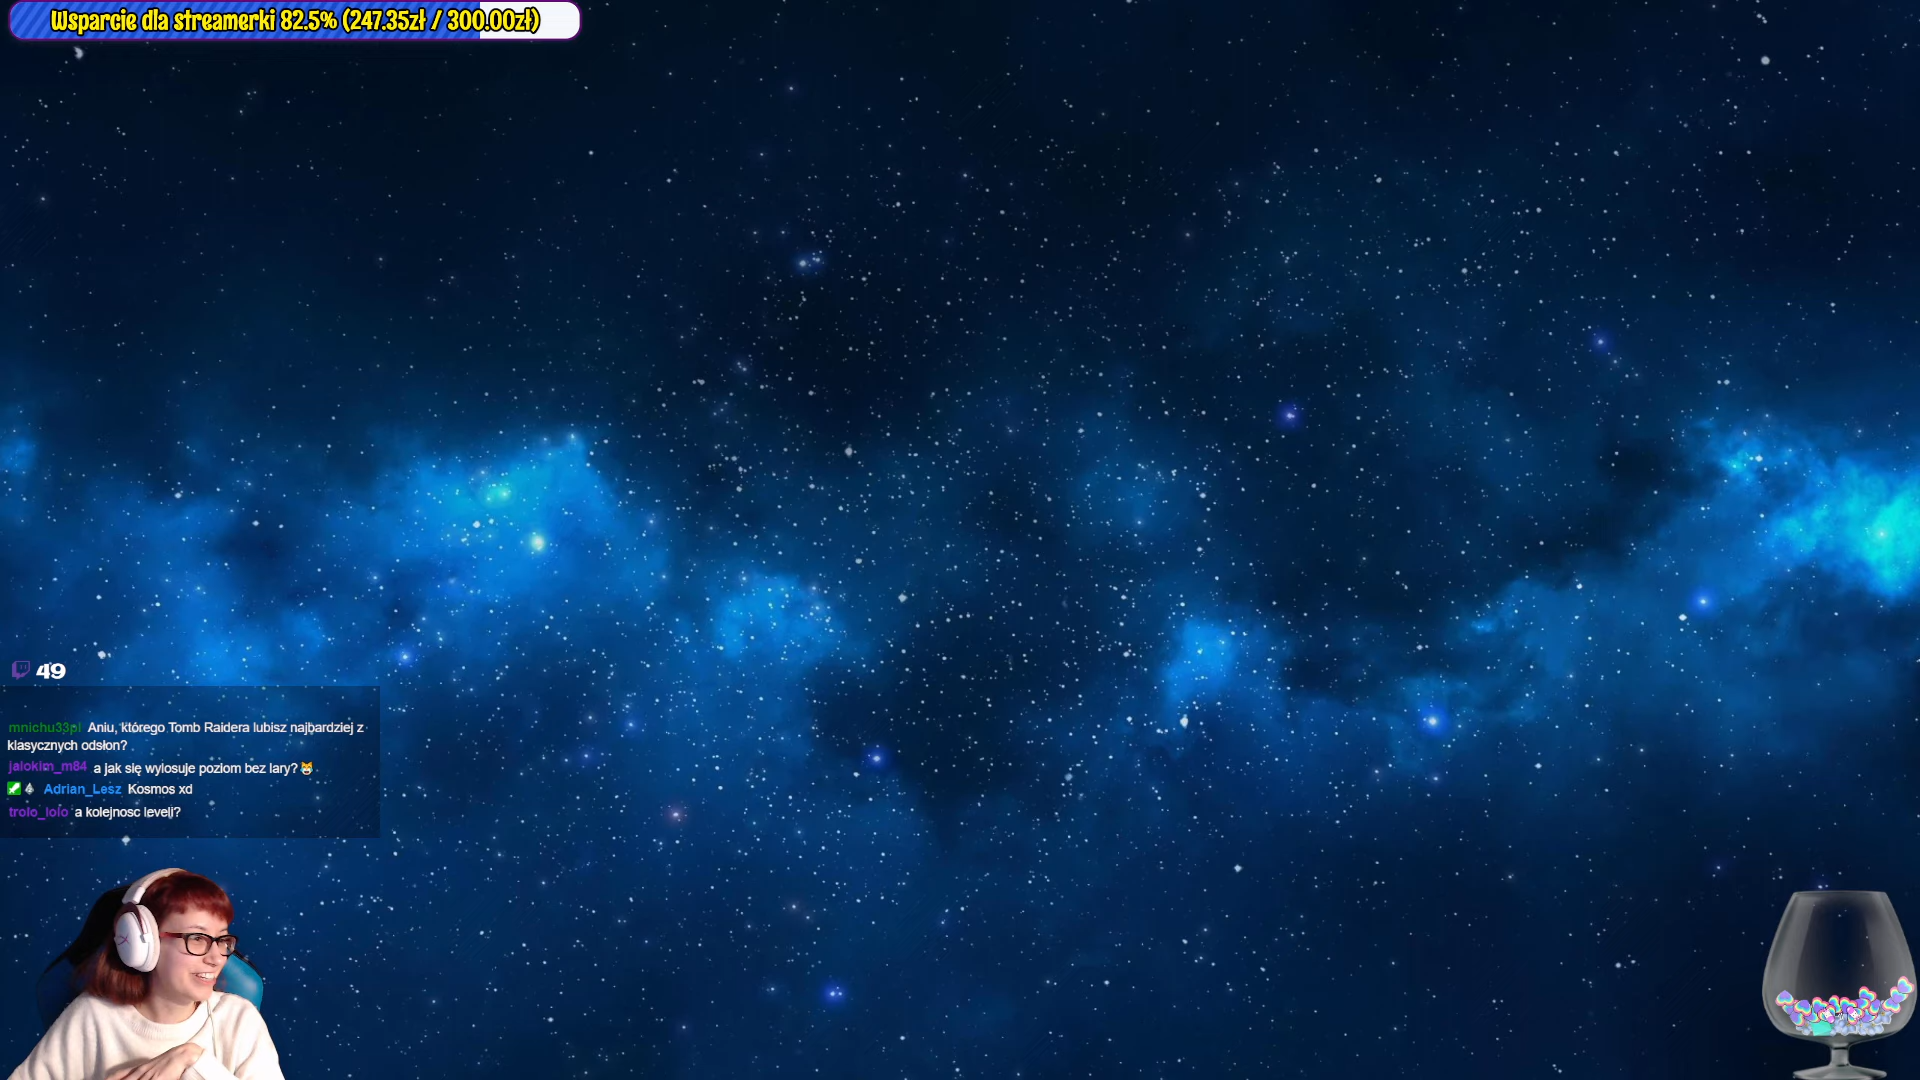 Wsparcie dla streamerki 82.5% (247.35zł / 300.00zł)
49
mnichu33pl Aniu, którego Tomb Raidera lubisz najbardziej z
klasycznych odsłon?
jalokim_m84 a jak się wylosuje poziom bez lary?
Adrian_Lesz Kosmos xd
trolo_lolo a kolejnosc leveli?